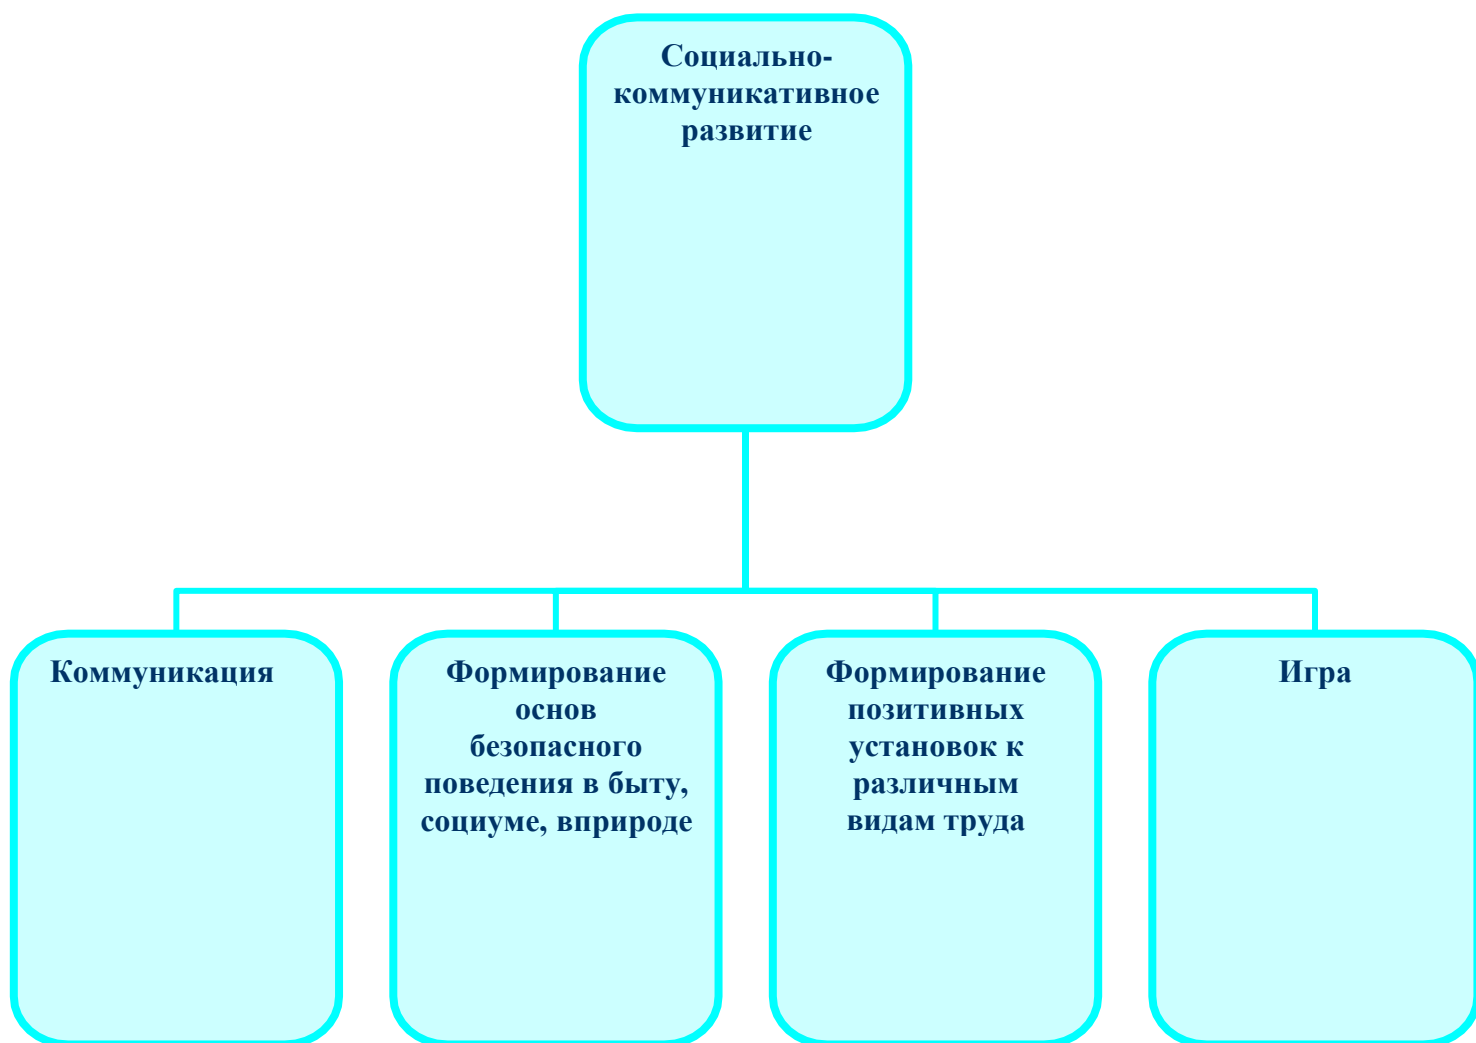 Социально-
коммуникативное
развитие
Коммуникация
Формирование
основ
безопасного
поведения в быту,
социуме, вприроде
Формирование
позитивных
установок к
различным
видам труда
Игра